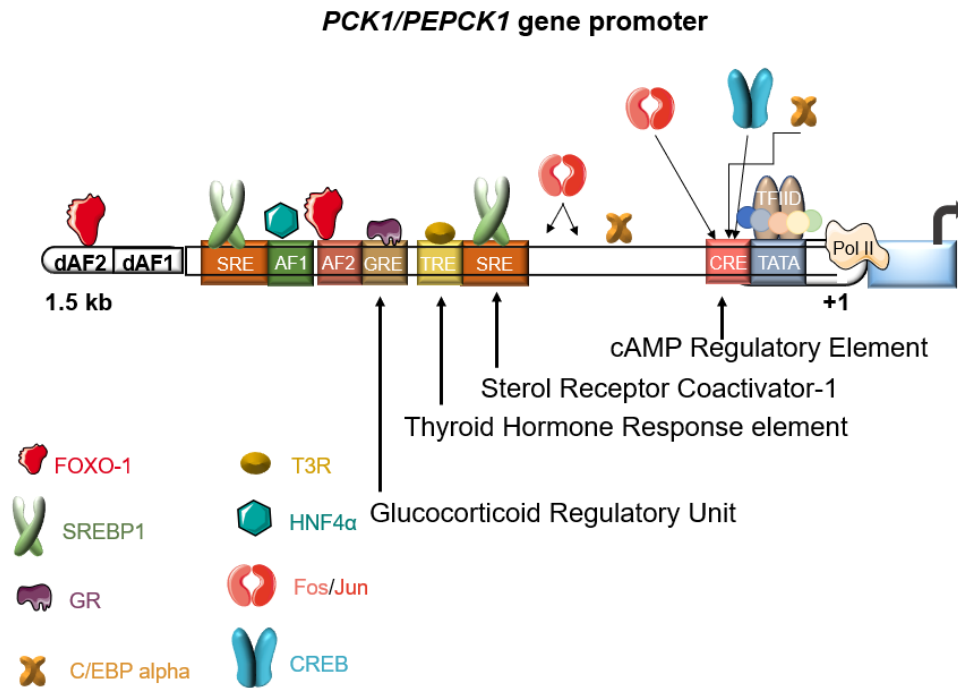 PCK1/PEPCK1 gene promoter
TFIID
Pol II
dAF2 dAF1 SRE AF1 AF2 GRE TRE SRE CRE TATA
1.5 kb +1
cAMP Regulatory Element
Sterol Receptor Coactivator-1
Thyroid Hormone Response element
Glucocorticoid Regulatory Unit
FOXO-1 T3R
SREBP1 HNF4α
GR Fos/Jun
C/EBP alpha CREB